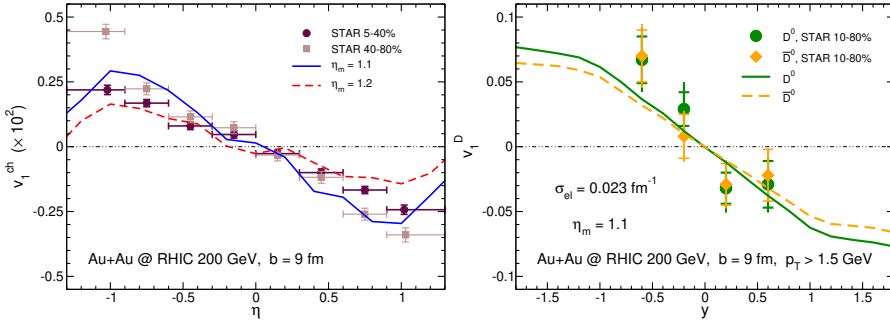 0.5
0.25
0
-0.25
-0.5
v₁ᶜʰ (× 10²)
STAR 5-40%
STAR 40-80%
ηₘ = 1.1
ηₘ = 1.2
Au+Au @ RHIC 200 GeV, b = 9 fm
-1 -0.5 0 0.5 1
η
0.1
0.05
0
-0.05
-0.1
v₁ᴰ
D⁰, STAR 10-80%
D̅⁰, STAR 10-80%
D⁰
D̅⁰
σₑₗ = 0.023 fm⁻¹
ηₘ = 1.1
Au+Au @ RHIC 200 GeV, b = 9 fm, p_T > 1.5 GeV
-1.5 -1 -0.5 0 0.5 1 1.5
y